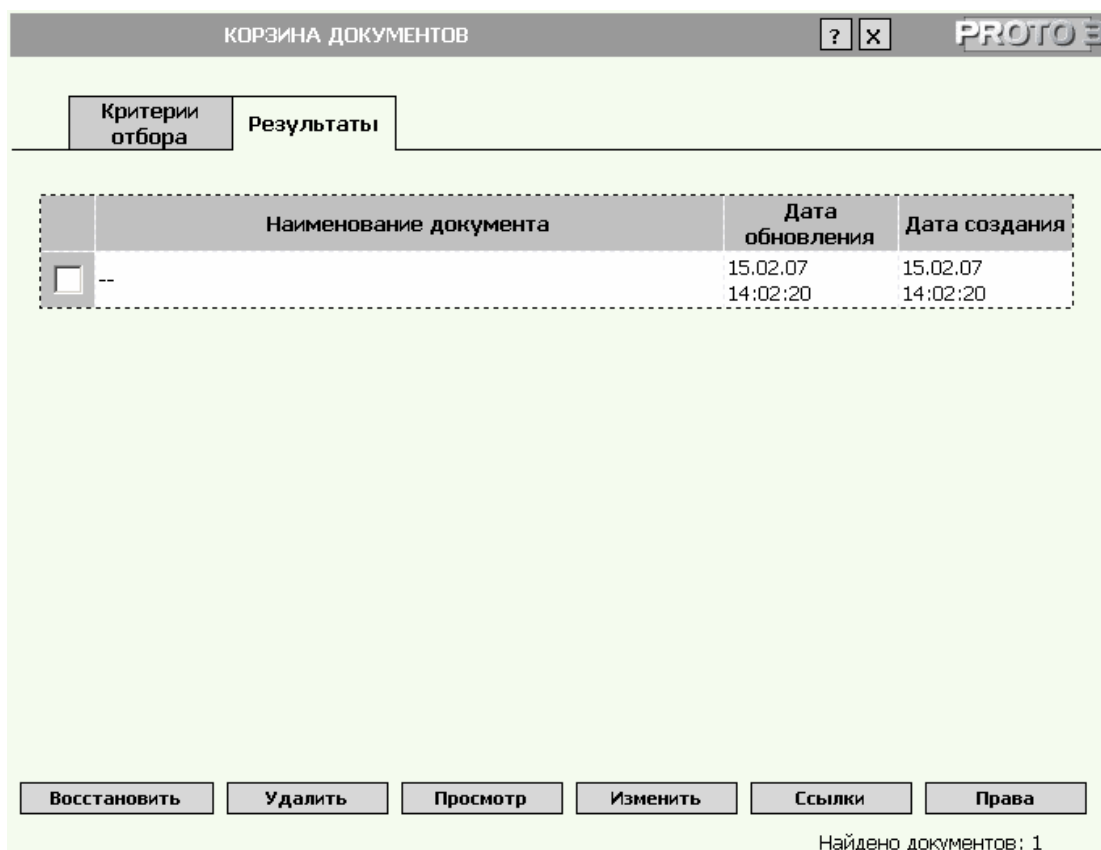 КОРЗИНА ДОКУМЕНТОВ ? X PROTO
Критерии
отбора
Результаты
Наименование документа Дата
обновления Дата создания
-- 15.02.07
14:02:20 15.02.07
14:02:20
Восстановить Удалить Просмотр Изменить Ссылки Права
Найдено документов: 1